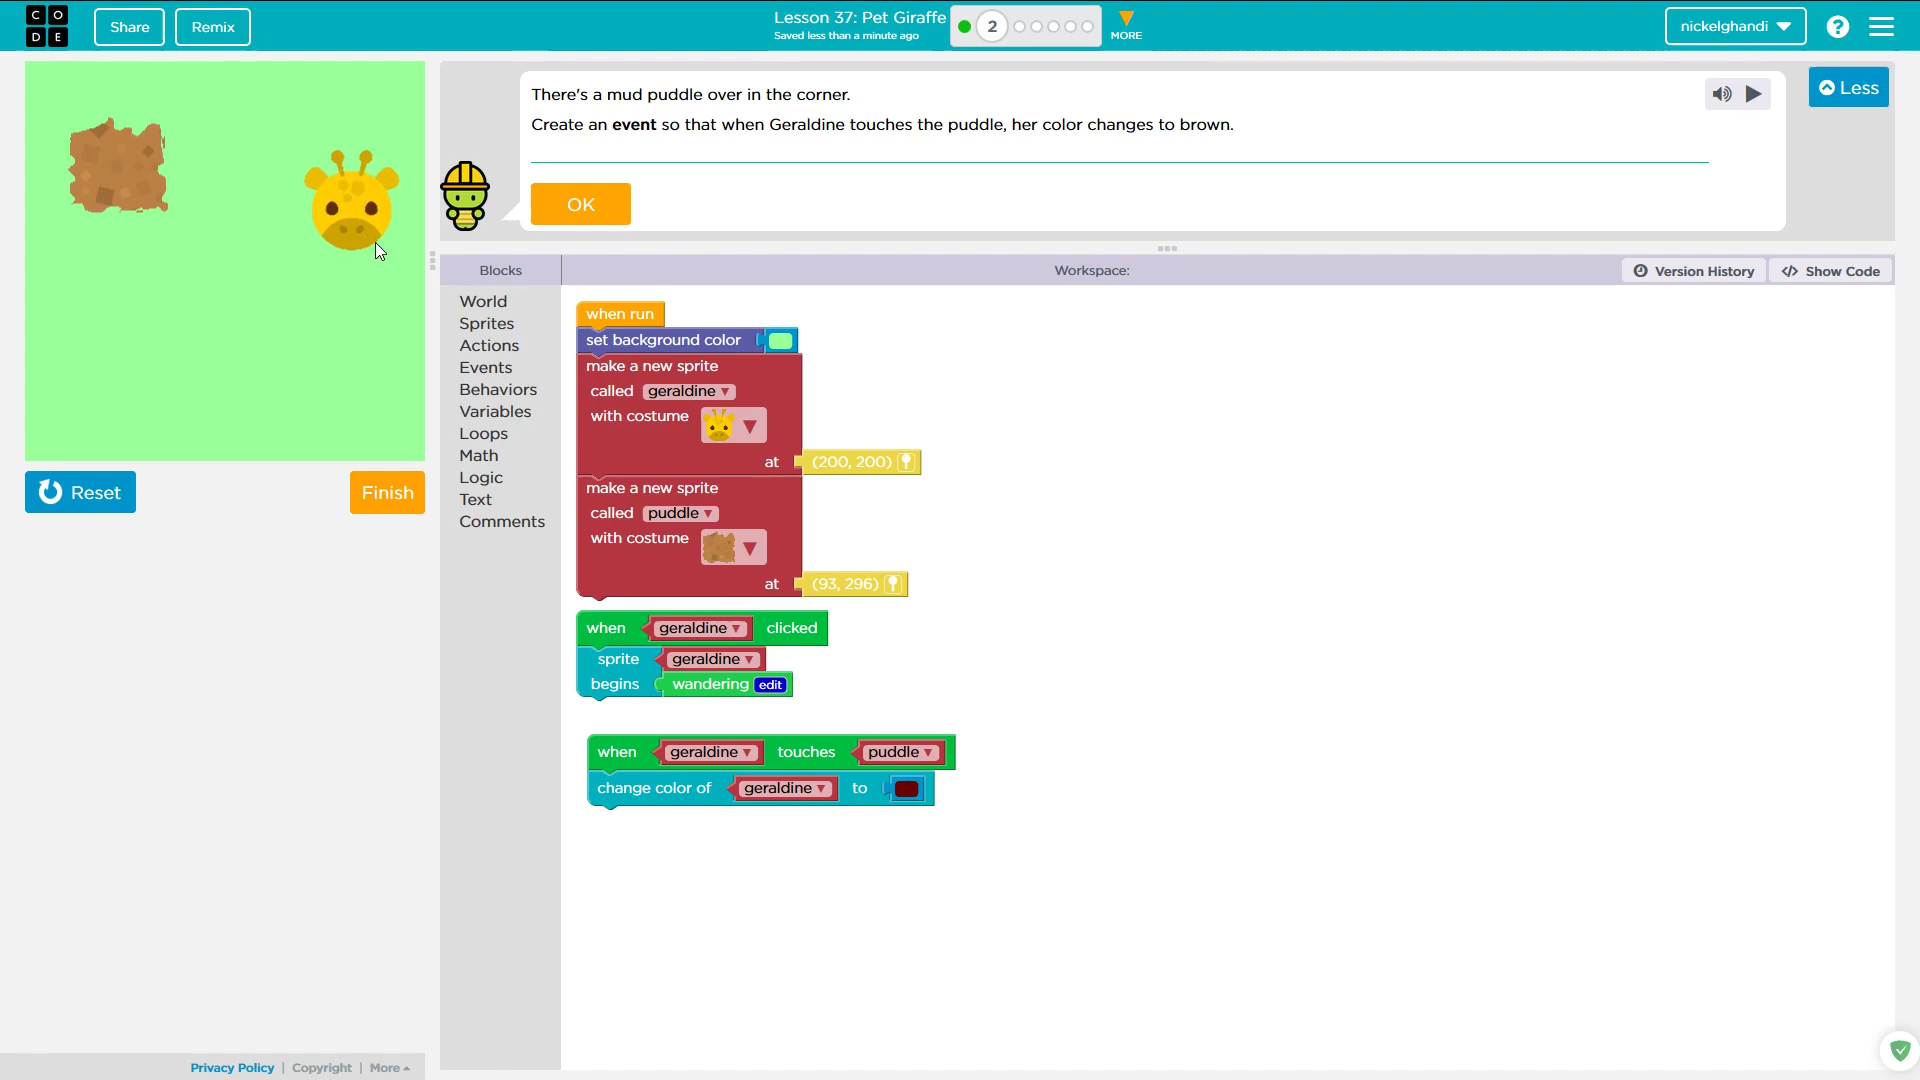 CODE
Share
Remix
Lesson 37: Pet Giraffe
Saved less than a minute ago
2
MORE
nickelghandi
?
There's a mud puddle over in the corner.
Create an event so that when Geraldine touches the puddle, her color changes to brown.
OK
Less
Blocks
Workspace:
Version History
Show Code
World
Sprites
Actions
Events
Behaviors
Variables
Loops
Math
Logic
Text
Comments
when run
set background color
make a new sprite
called geraldine
with costume
at (200, 200)
make a new sprite
called puddle
with costume
at (93, 296)
when geraldine clicked
sprite geraldine
begins wandering edit
when geraldine touches puddle
change color of geraldine to
Reset
Finish
Privacy Policy | Copyright | More